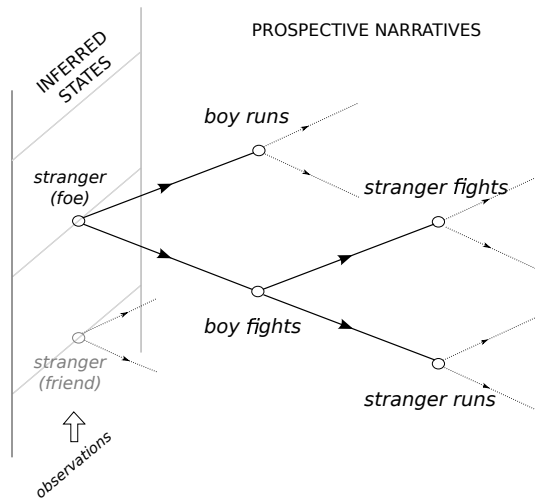 PROSPECTIVE NARRATIVES
INFERRED
STATES
boy runs
stranger
(foe)
stranger fights
boy fights
stranger
(friend)
stranger runs
observations